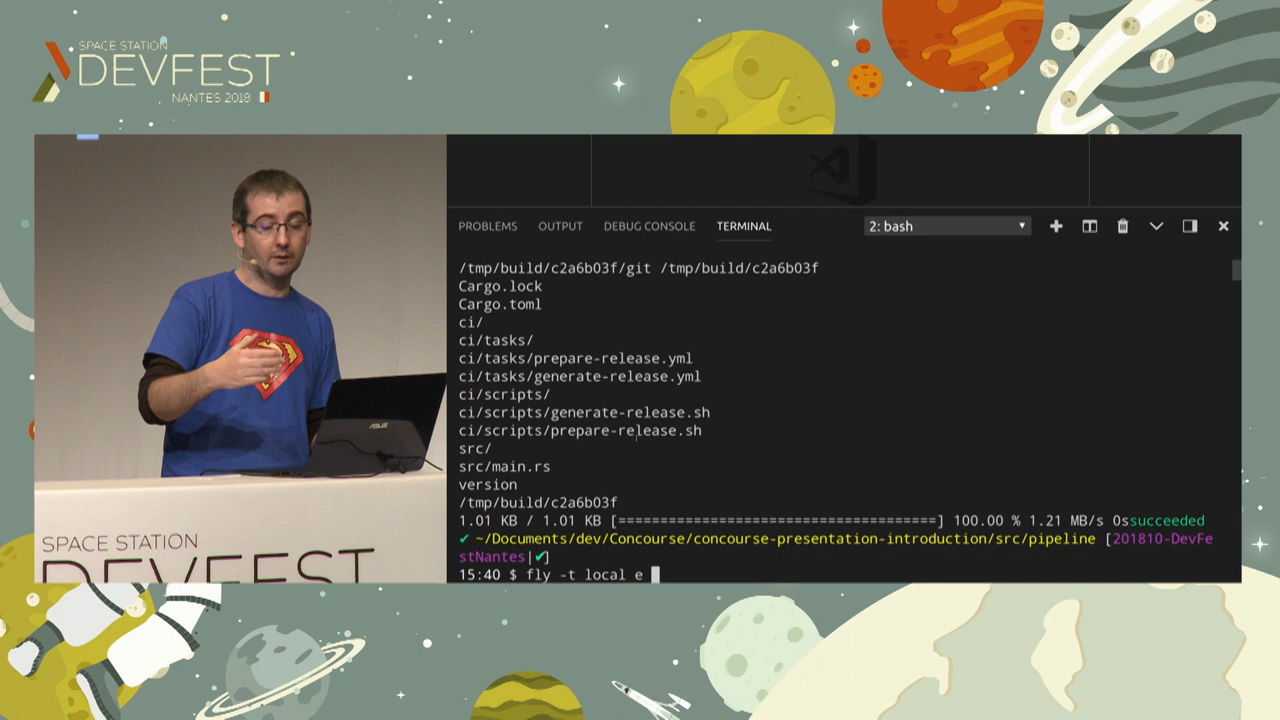 SPACE STATION
DEVFEST
NANTES 2018
PROBLEMS OUTPUT DEBUG CONSOLE TERMINAL 2: bash
/tmp/build/c2a6b03f/git /tmp/build/c2a6b03f
Cargo.lock
Cargo.toml
ci/
ci/tasks/
ci/tasks/prepare-release.yml
ci/tasks/generate-release.yml
ci/scripts/
ci/scripts/generate-release.sh
ci/scripts/prepare-release.sh
src/
src/main.rs
version
/tmp/build/c2a6b03f
1.01 KB / 1.01 KB [======================================] 100.00 % 1.21 MB/s 0ssucceeded
✔ ~/Documents/dev/Concourse/concourse-presentation-introduction/src/pipeline [201810-DevFe
stNantes|✔]
15:40 $ fly -t local e
ASUS
SPACE STATION
DEVFEST